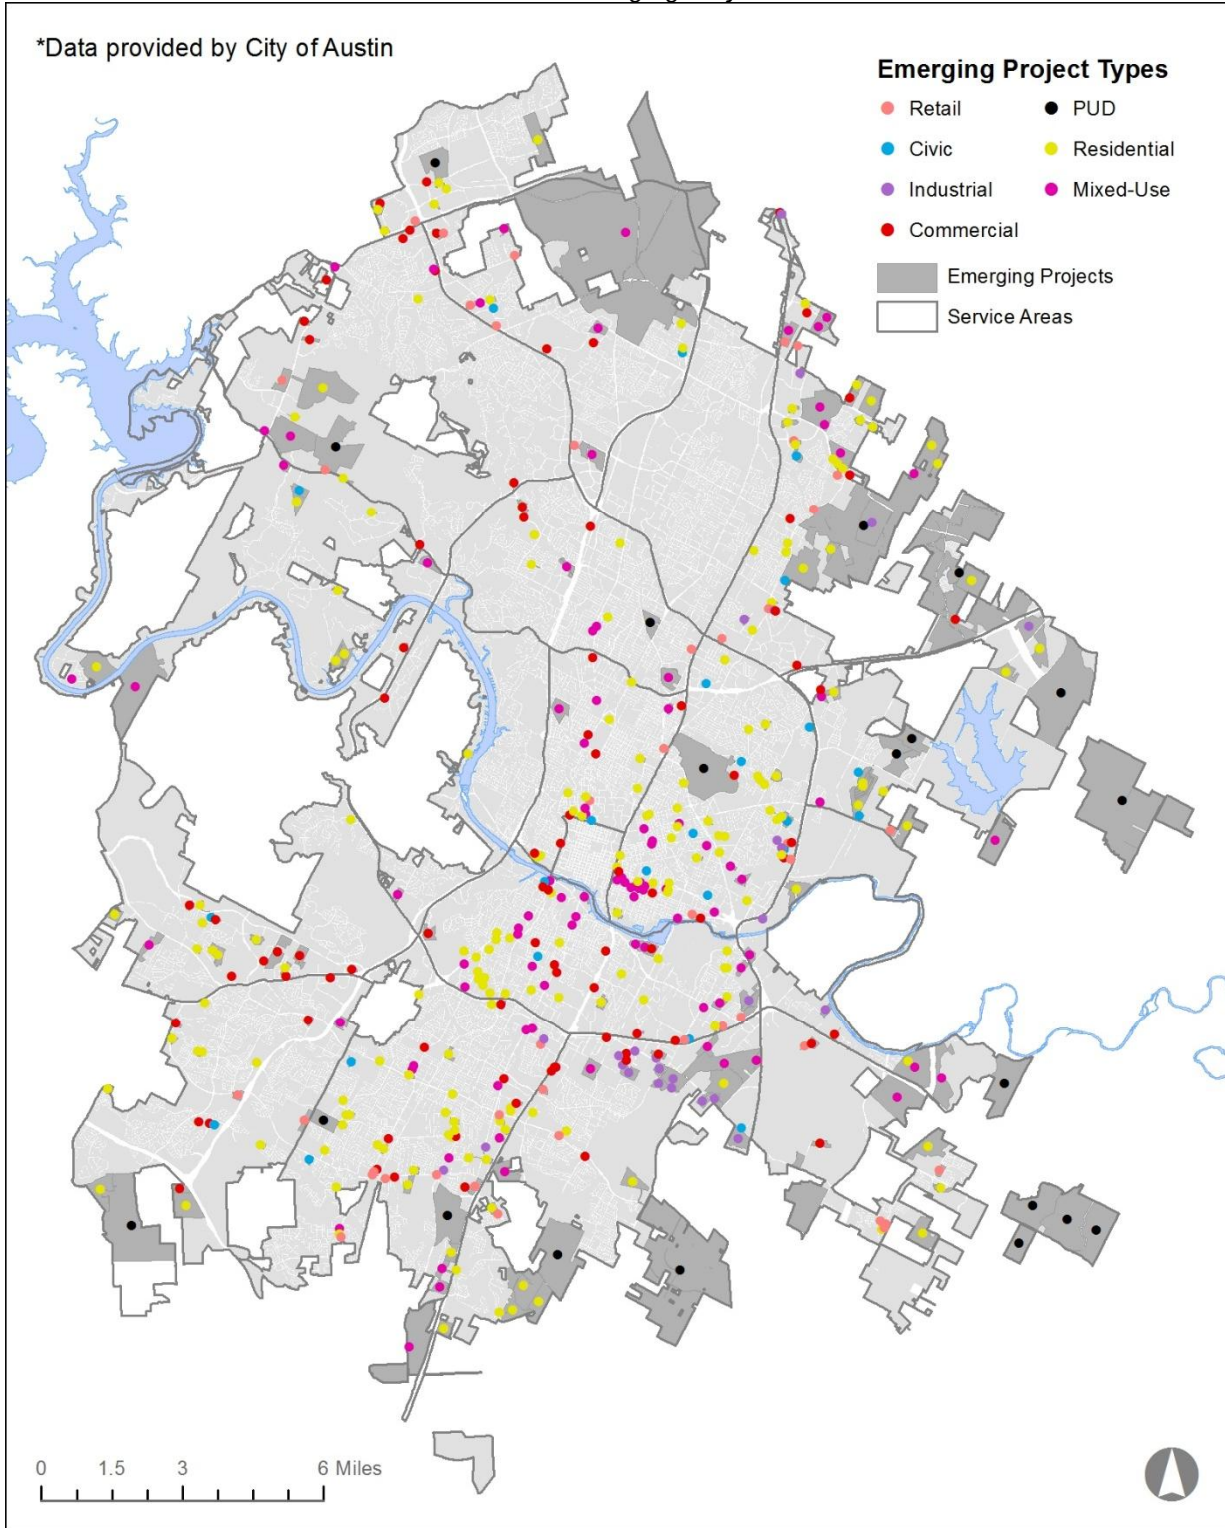 *Data provided by City of Austin
Emerging Project Types
Retail
PUD
Civic
Residential
Industrial
Mixed-Use
Commercial
Emerging Projects
Service Areas
0 1.5 3 6 Miles